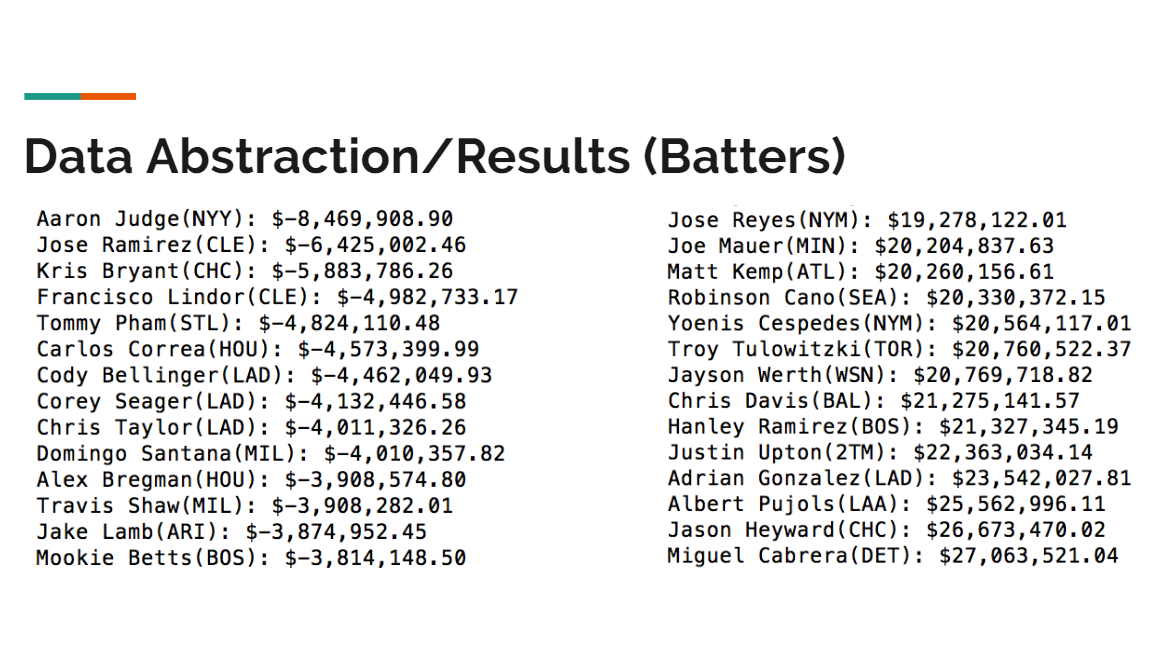 Data Abstraction/Results (Batters)
Aaron Judge(NYY): $-8,469,908.90
Jose Ramirez(CLE): $-6,425,002.46
Kris Bryant(CHC): $-5,883,786.26
Francisco Lindor(CLE): $-4,982,733.17
Tommy Pham(STL): $-4,824,110.48
Carlos Correa(HOU): $-4,573,399.99
Cody Bellinger(LAD): $-4,462,049.93
Corey Seager(LAD): $-4,132,446.58
Chris Taylor(LAD): $-4,011,326.26
Domingo Santana(MIL): $-4,010,357.82
Alex Bregman(HOU): $-3,908,574.80
Travis Shaw(MIL): $-3,908,282.01
Jake Lamb(ARI): $-3,874,952.45
Mookie Betts(BOS): $-3,814,148.50
Jose Reyes(NYM): $19,278,122.01
Joe Mauer(MIN): $20,204,837.63
Matt Kemp(ATL): $20,260,156.61
Robinson Cano(SEA): $20,330,372.15
Yoenis Cespedes(NYM): $20,564,117.01
Troy Tulowitzki(TOR): $20,760,522.37
Jayson Werth(WSN): $20,769,718.82
Chris Davis(BAL): $21,275,141.57
Hanley Ramirez(BOS): $21,327,345.19
Justin Upton(2TM): $22,363,034.14
Adrian Gonzalez(LAD): $23,542,027.81
Albert Pujols(LAA): $25,562,996.11
Jason Heyward(CHC): $26,673,470.02
Miguel Cabrera(DET): $27,063,521.04